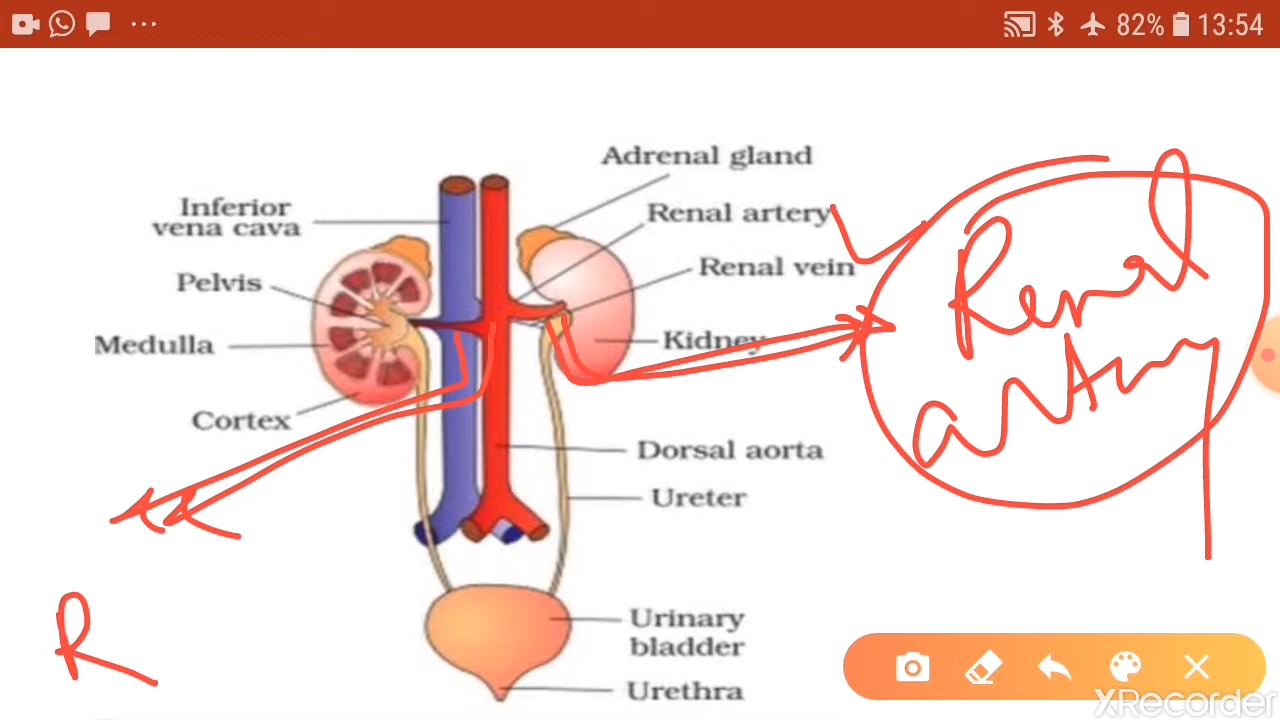 82% 13:54
Adrenal gland
Inferior
vena cava
Renal artery
Renal
artery
Renal vein
Pelvis
Medulla
Kidney
Cortex
Dorsal aorta
Ureter
R
Urinary
bladder
Urethra
XRecorder